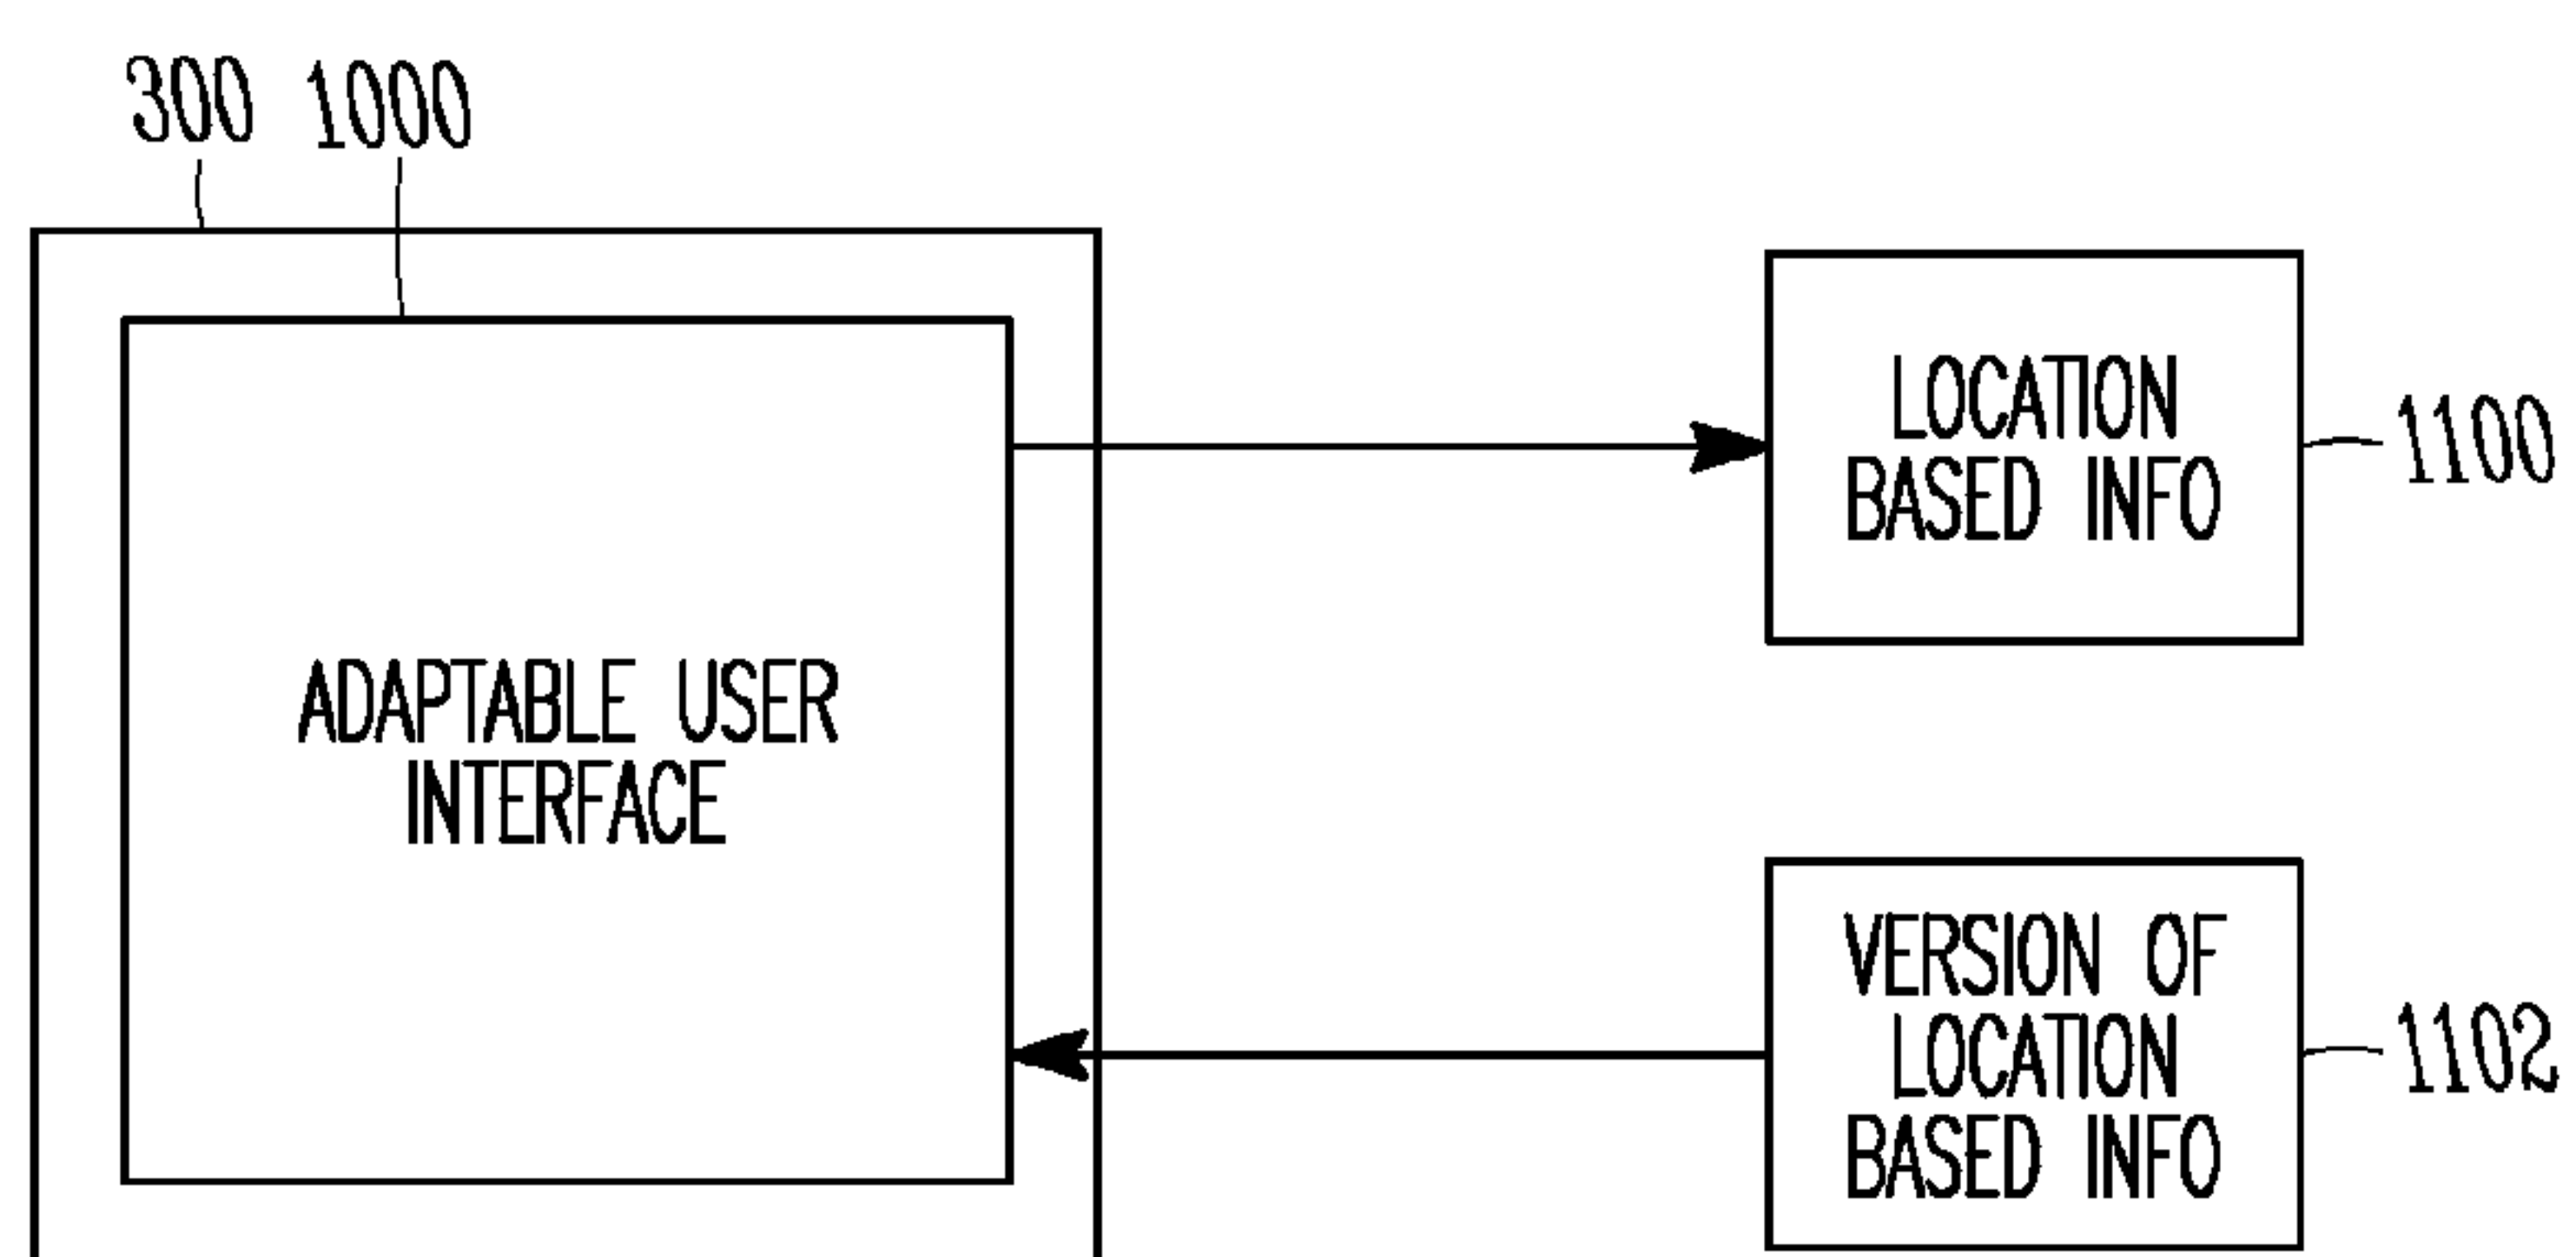 300 1000
ADAPTABLE USER
INTERFACE
LOCATION
BASED INFO
1100
VERSION OF
LOCATION
BASED INFO
1102